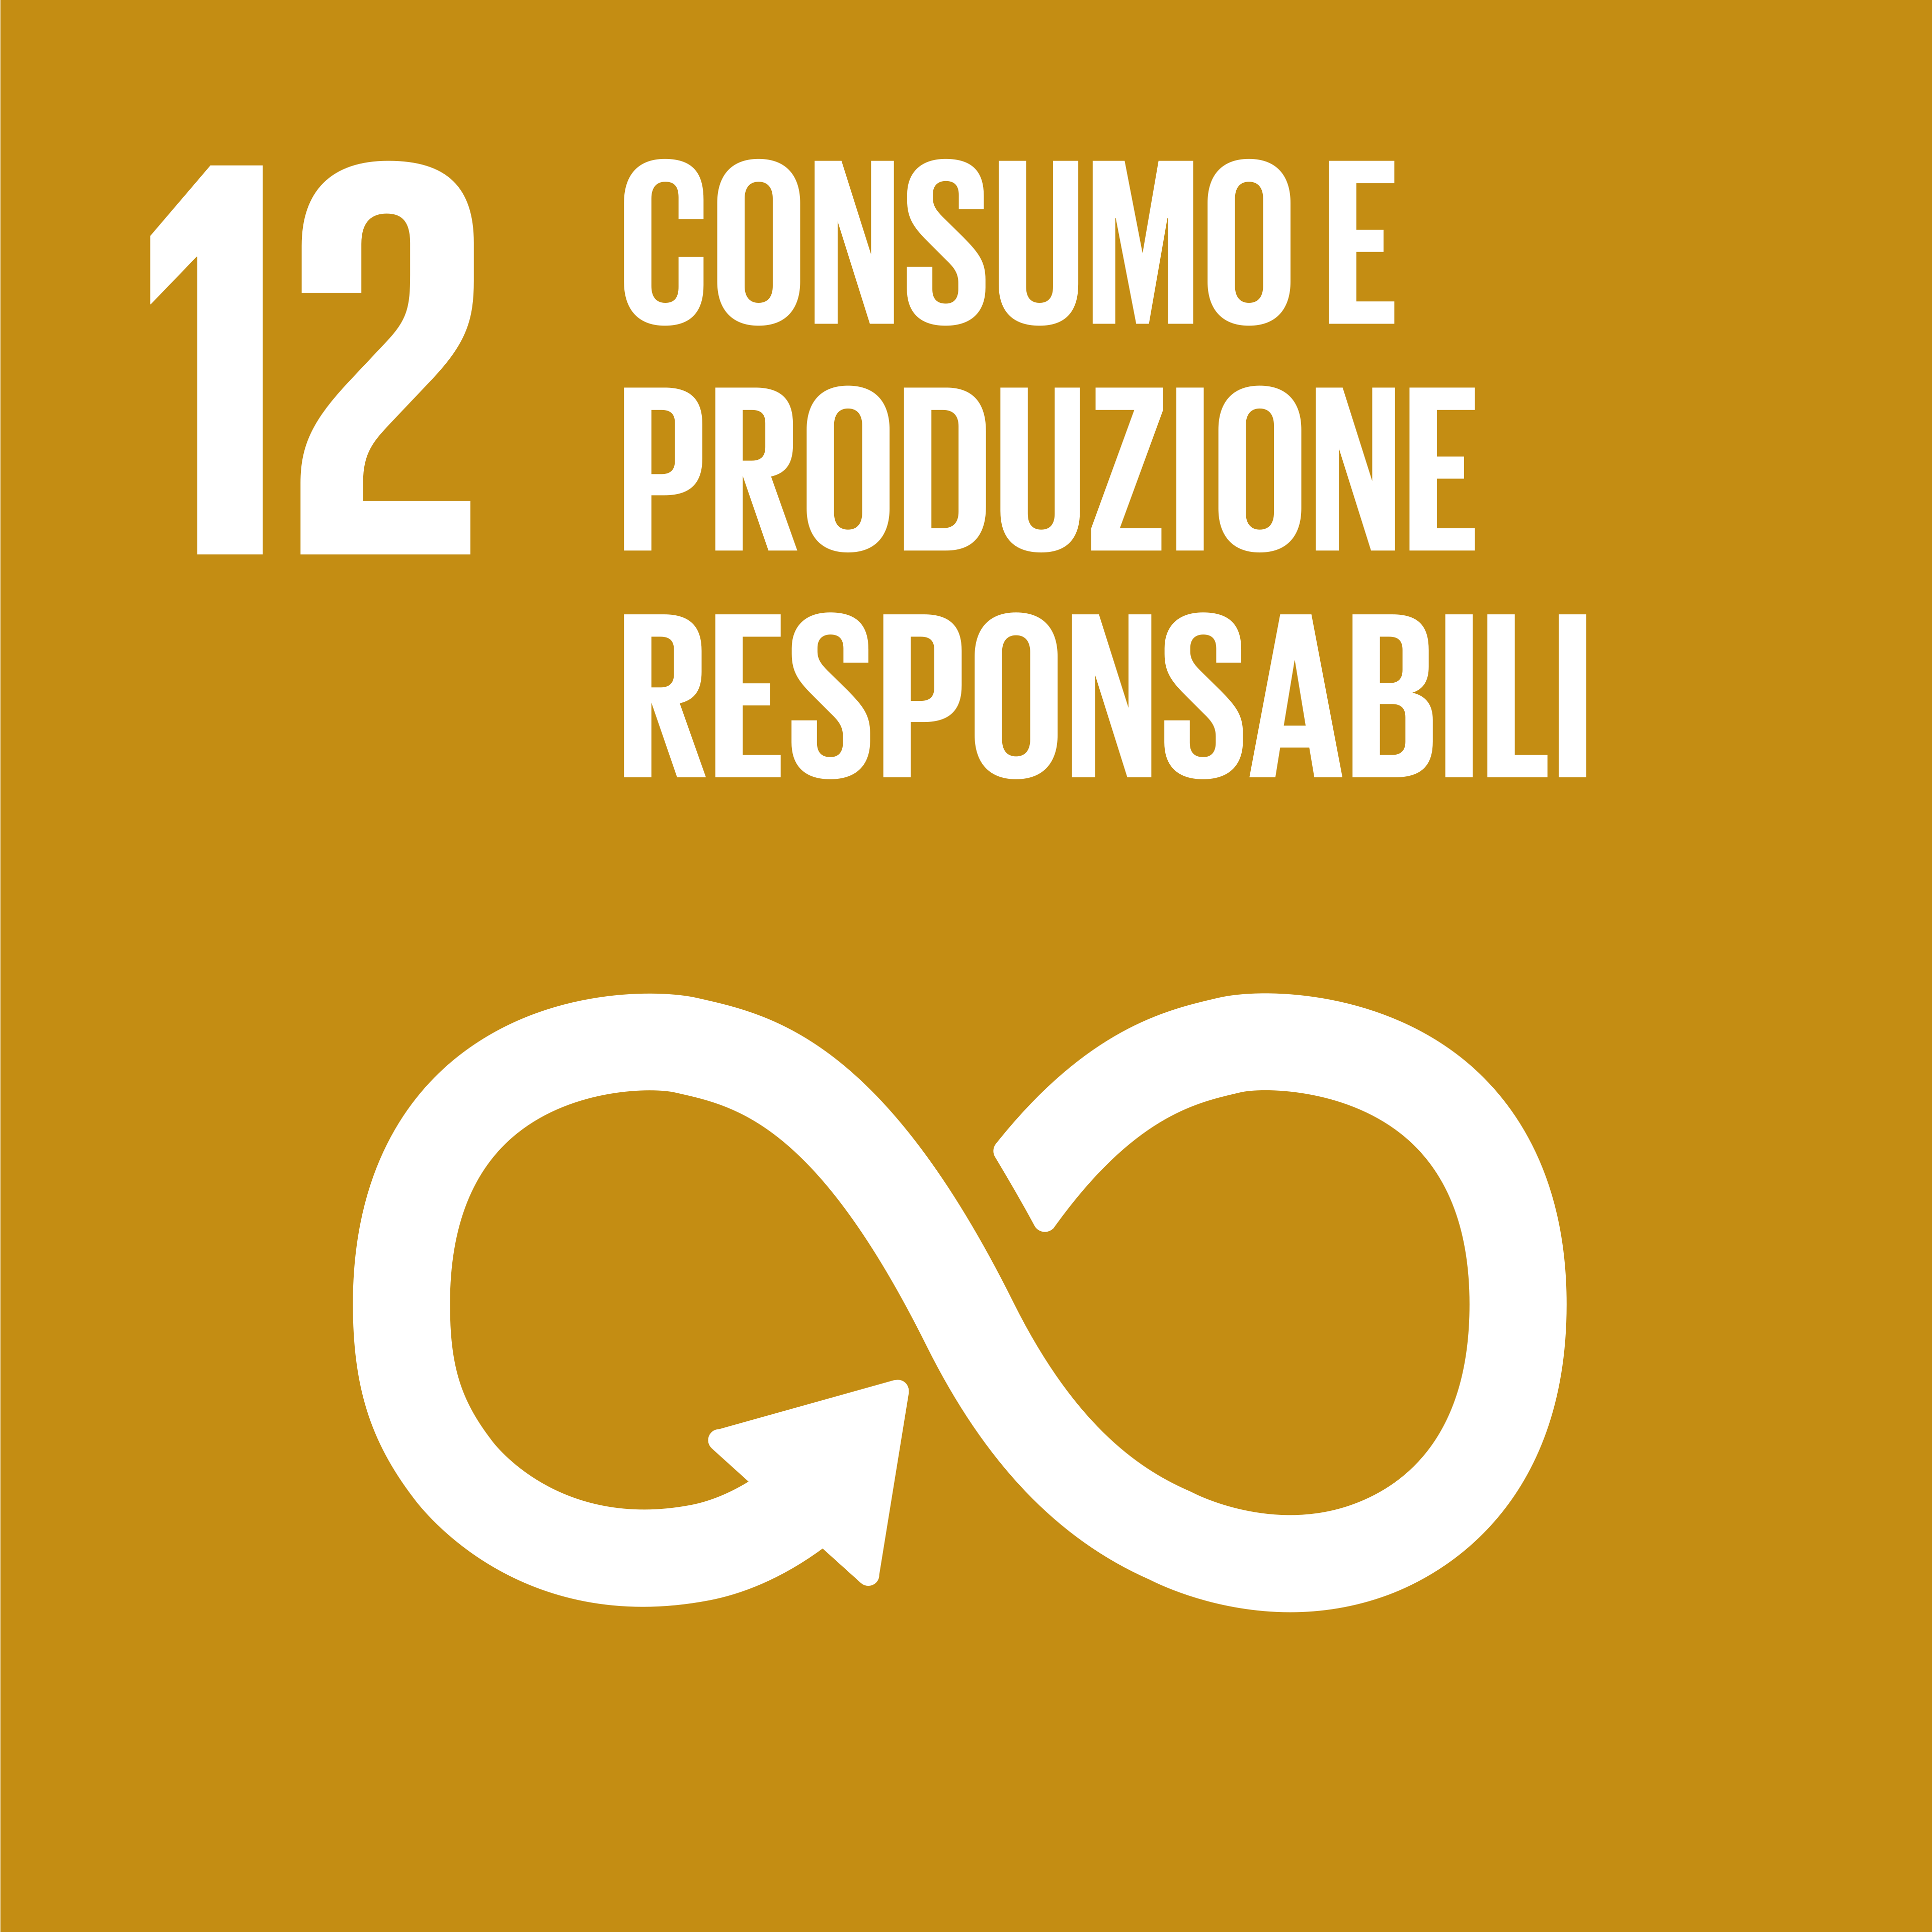 12
CONSUMO E
PRODUZIONE
RESPONSABILI